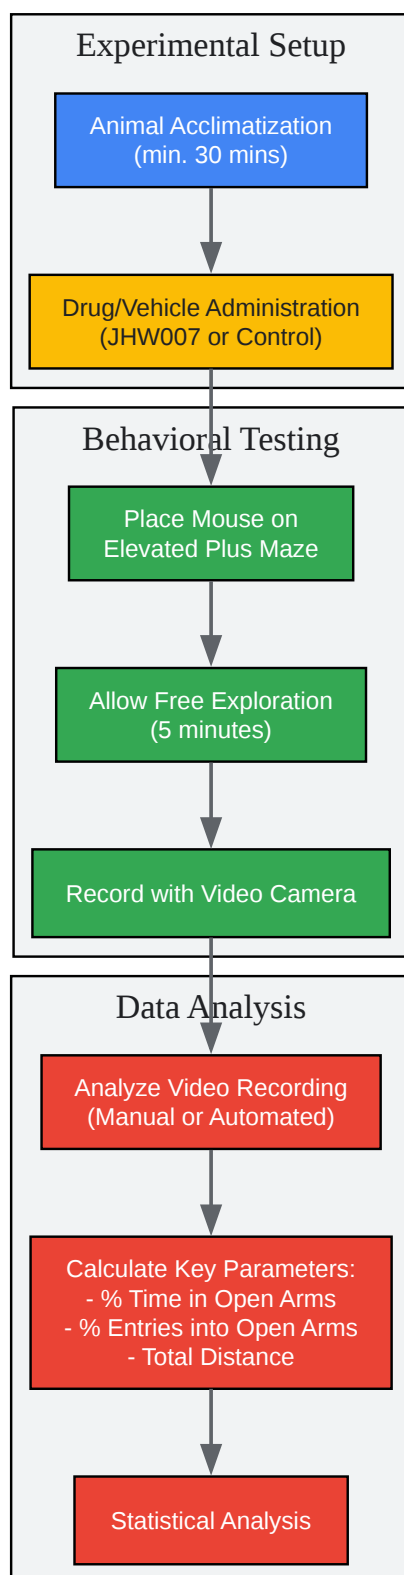 Experimental Setup
Animal Acclimatization
(min. 30 mins)
Drug/Vehicle Administration
(JHW007 or Control)
Behavioral Testing
Place Mouse on
Elevated Plus Maze
Allow Free Exploration
(5 minutes)
Record with Video Camera
Data Analysis
Analyze Video Recording
(Manual or Automated)
Calculate Key Parameters:
- % Time in Open Arms
- % Entries into Open Arms
- Total Distance
Statistical Analysis